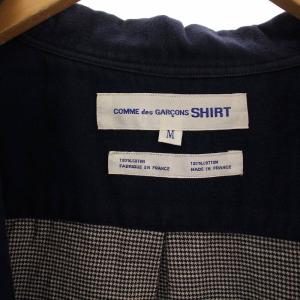 COMME des GARÇONS SHIRT
M
100%COTTON
FABRIQUE EN FRANCE
100%COTTON
MADE IN FRANCE